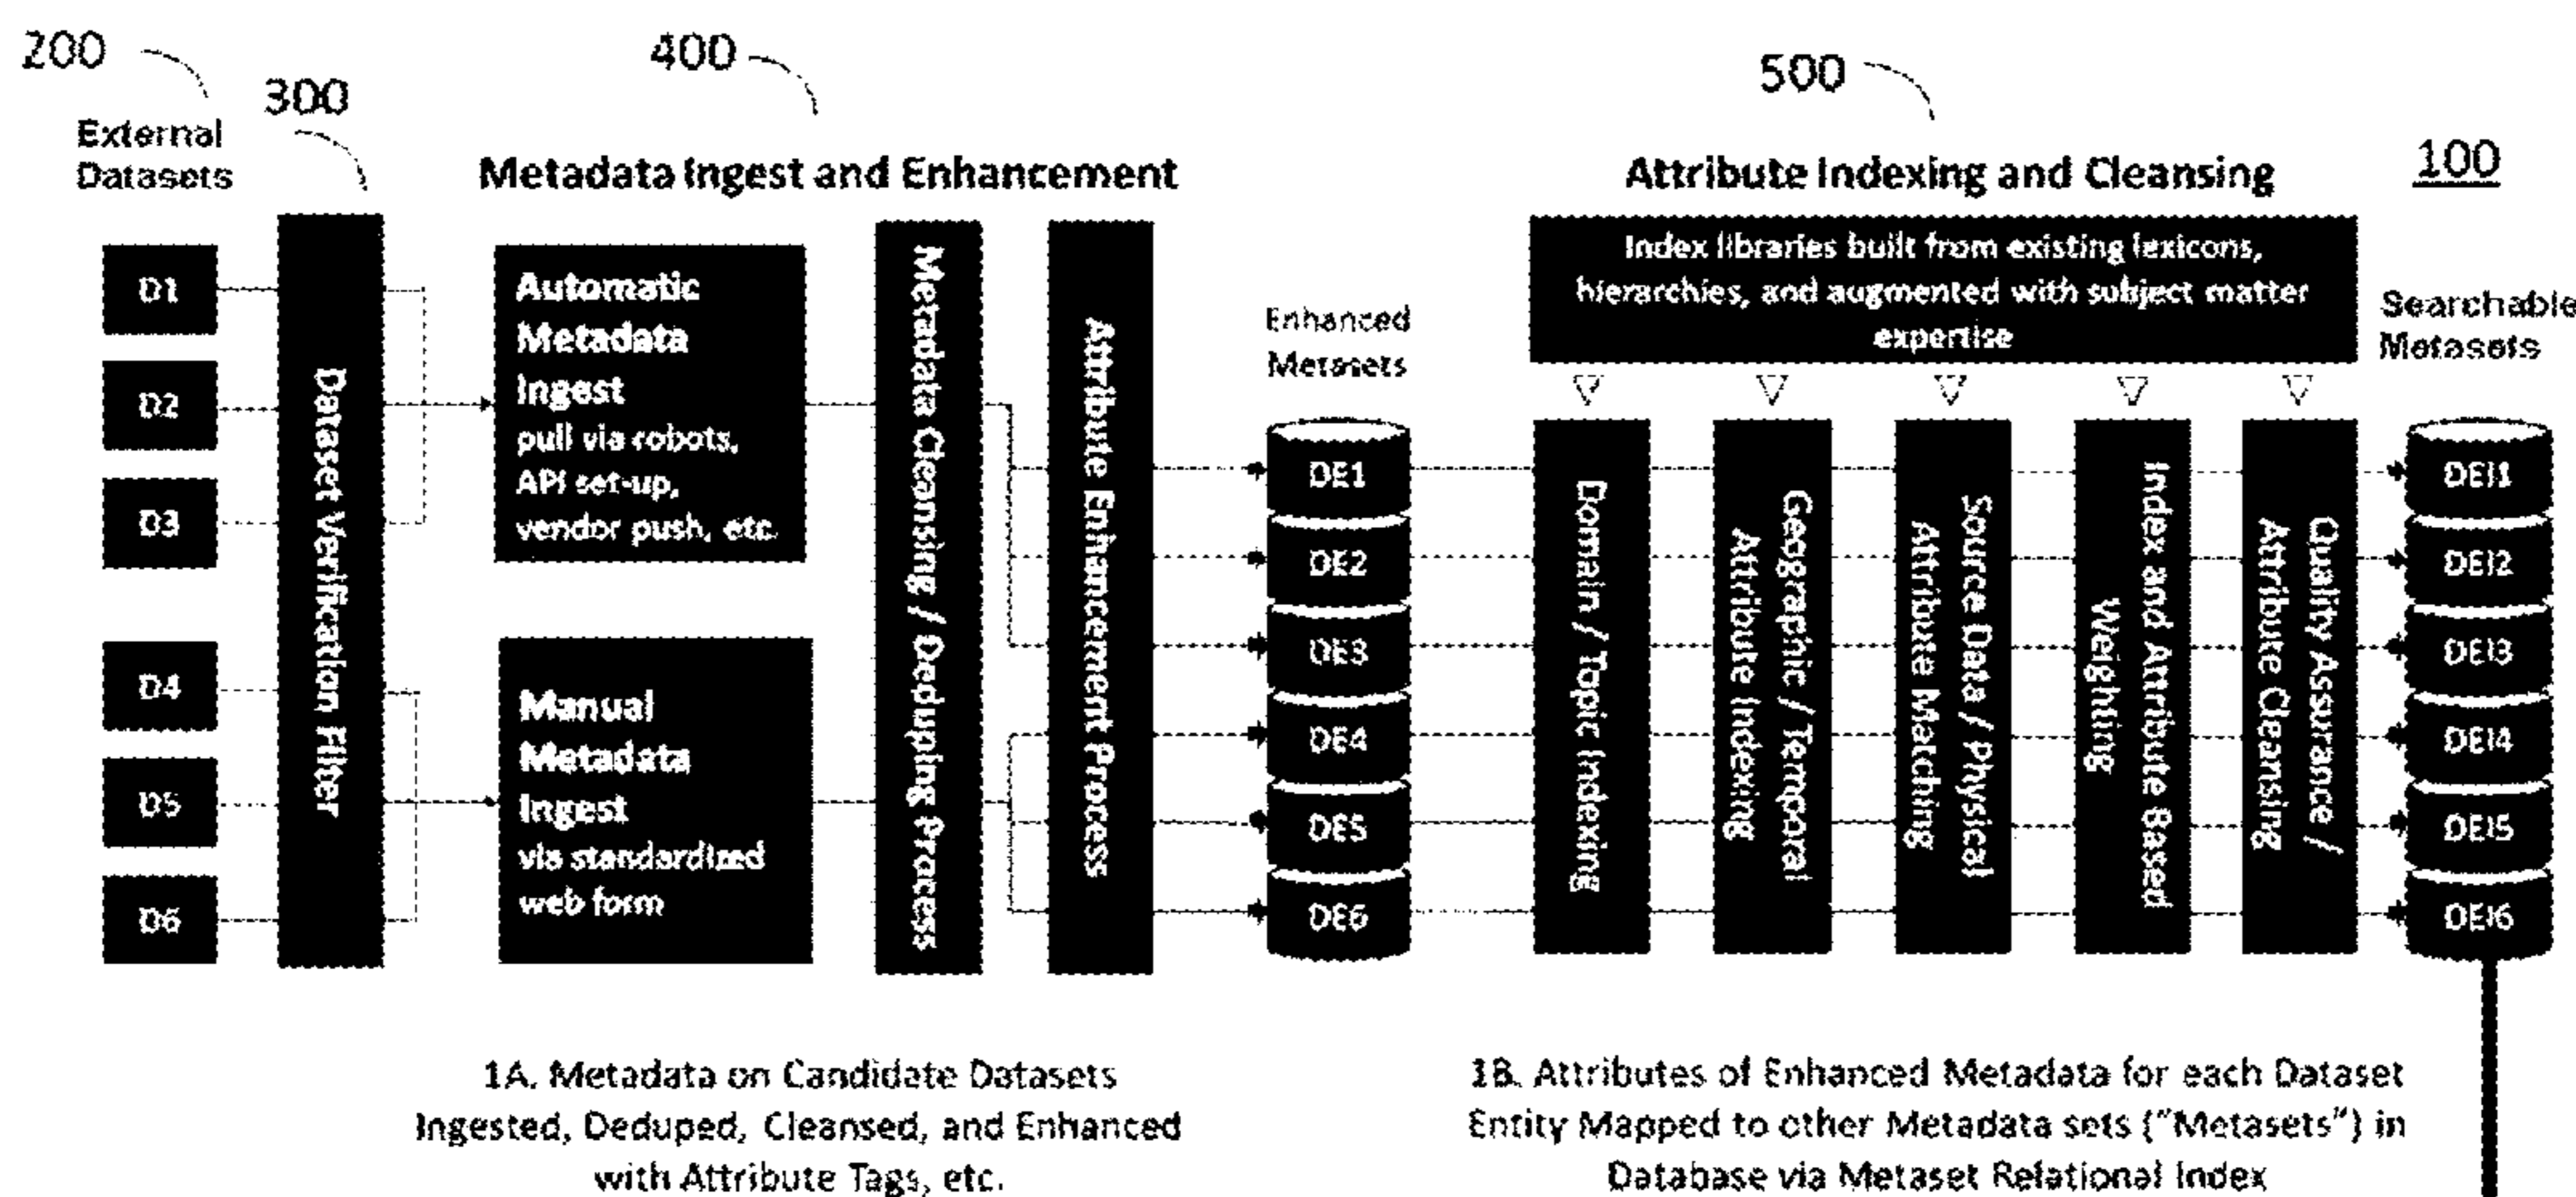 200
400
500
300
External
Datasets
Metadata Ingest and Enhancement
Attribute Indexing and Cleansing
100
D1
D2
D3
D4
D5
D6
Dataset Verification Filter
Automatic
Metadata
Ingest
pull via robots,
API set-up,
vendor push, etc.
Manual
Metadata
Ingest
via standardized
web form
Metadata Cleansing / Deduping Process
Attribute Enhancement Process
Enhanced
Metasets
DE1
DE2
DE3
DE4
DE5
DE6
Index libraries built from existing lexicons,
hierarchies, and augmented with subject matter
expertise
Domain / Topic Indexing
Geographic / Temporal
Attribute Indexing
Source Data / Physical
Attribute Matching
Index and Attribute Based
Weighting
Quality Assurance /
Attribute Cleansing
Searchable
Metasets
DEI1
DEI2
DEI3
DEI4
DEI5
DEI6
1A. Metadata on Candidate Datasets
Ingested, Deduped, Cleansed, and Enhanced
with Attribute Tags, etc.
1B. Attributes of Enhanced Metadata for each Dataset
Entity Mapped to other Metadata sets ("Metasets") in
Database via Metaset Relational Index